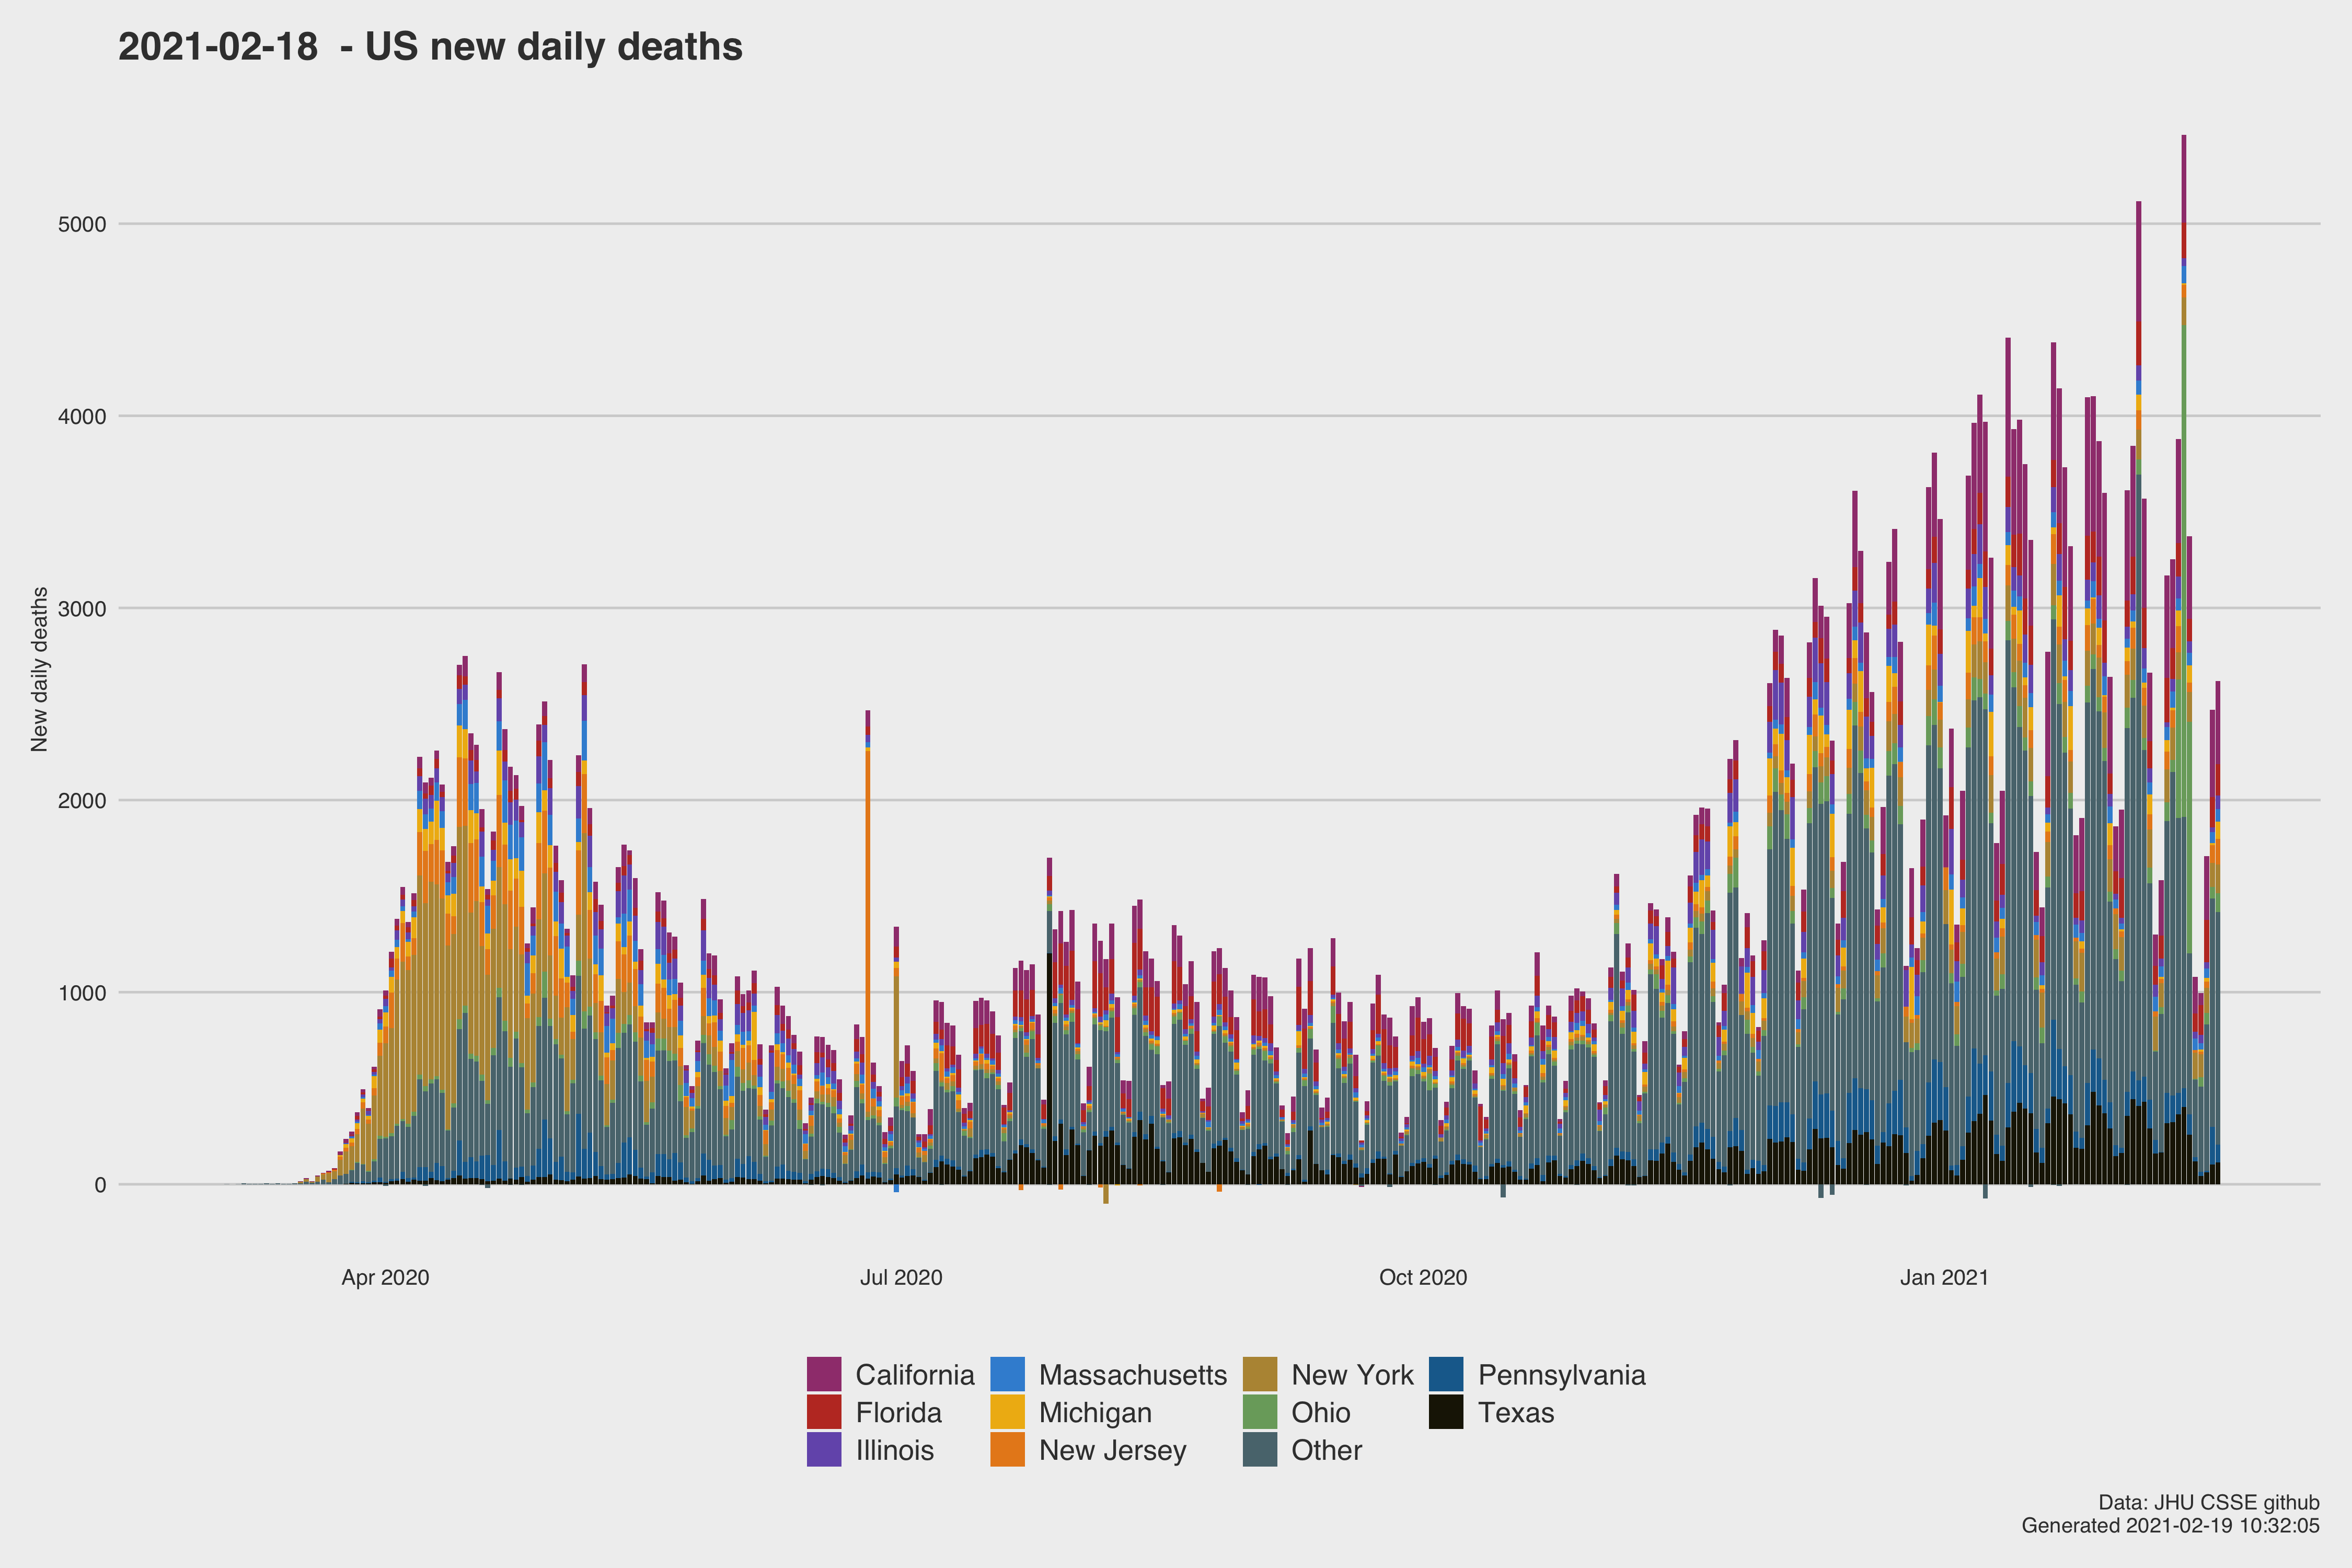 2021-02-18  - US new daily deaths
New daily deaths
5000
4000
3000
2000
1000
0
Apr 2020
Jul 2020
Oct 2020
Jan 2021
California
Massachusetts
New York
Pennsylvania
Florida
Michigan
Ohio
Texas
Illinois
New Jersey
Other
Data: JHU CSSE github
Generated 2021-02-19 10:32:05